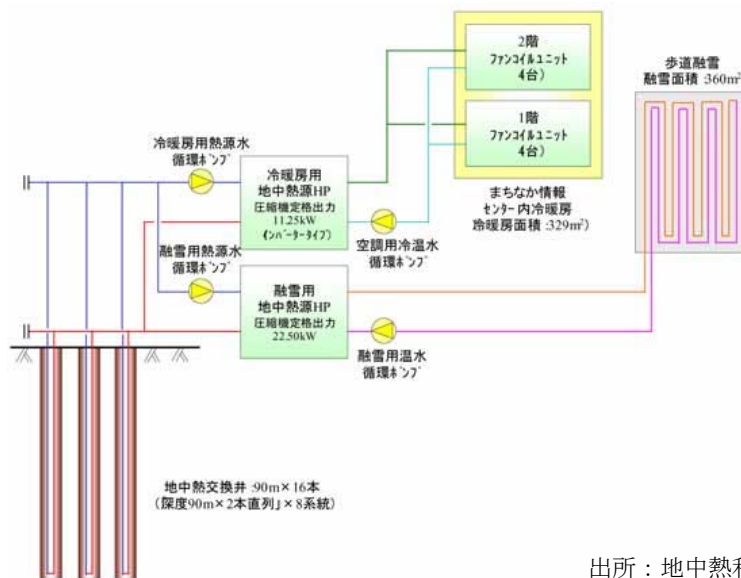 2階
ファンコイルユニット
4台）
1階
ファンコイルユニット
4台）
まちなか情報
センター内冷暖房
冷暖房面積 :329m²）
歩道融雪
融雪面積 :360m²
冷暖房用熱源水
循環ポンプ
冷暖房用
地中熱源HP
圧縮機定格出力
11.25kW
(インバータータイプ)
空調用冷温水
循環ポンプ
融雪用熱源水
循環ポンプ
融雪用
地中熱源HP
圧縮機定格出力
22.50kW
融雪用温水
循環ポンプ
地中熱交換井 :90m×16本
（深度90m×2本直列」×8系統）
出所：地中熱